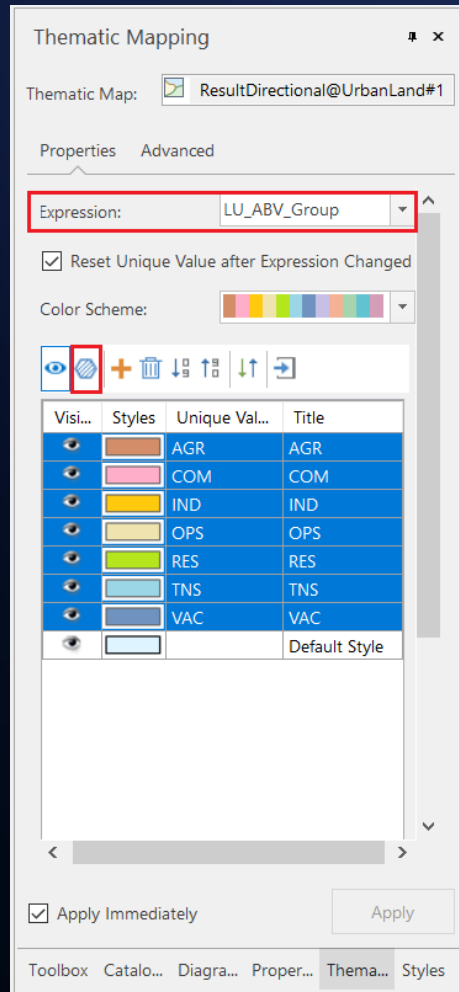 Thematic Mapping
Thematic Map: ResultDirectional@UrbanLand#1
Properties Advanced
Expression: LU_ABV_Group
Reset Unique Value after Expression Changed
Color Scheme:
Visi... Styles Unique Val... Title
AGR AGR
COM COM
IND IND
OPS OPS
RES RES
TNS TNS
VAC VAC
Default Style
Apply Immediately Apply
Toolbox Catalo... Diagra... Proper... Thema... Styles